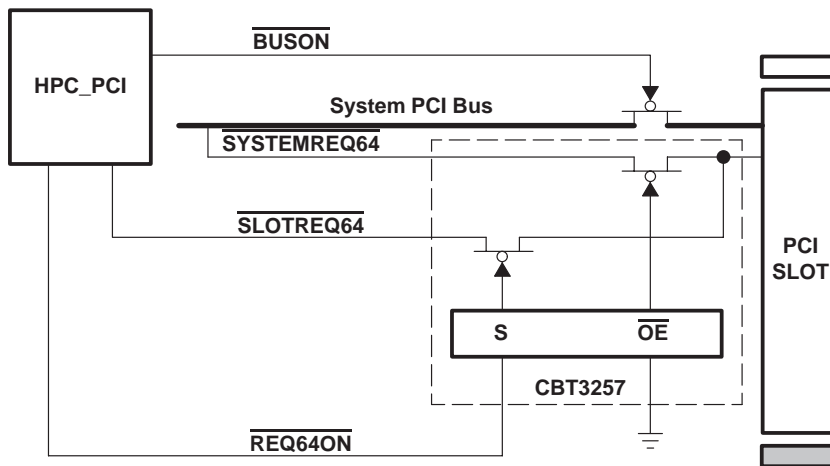 BUSON
HPC_PCI
System PCI Bus
SYSTEMREQ64
SLOTREQ64
PCI
SLOT
S
OE
CBT3257
REQ64ON